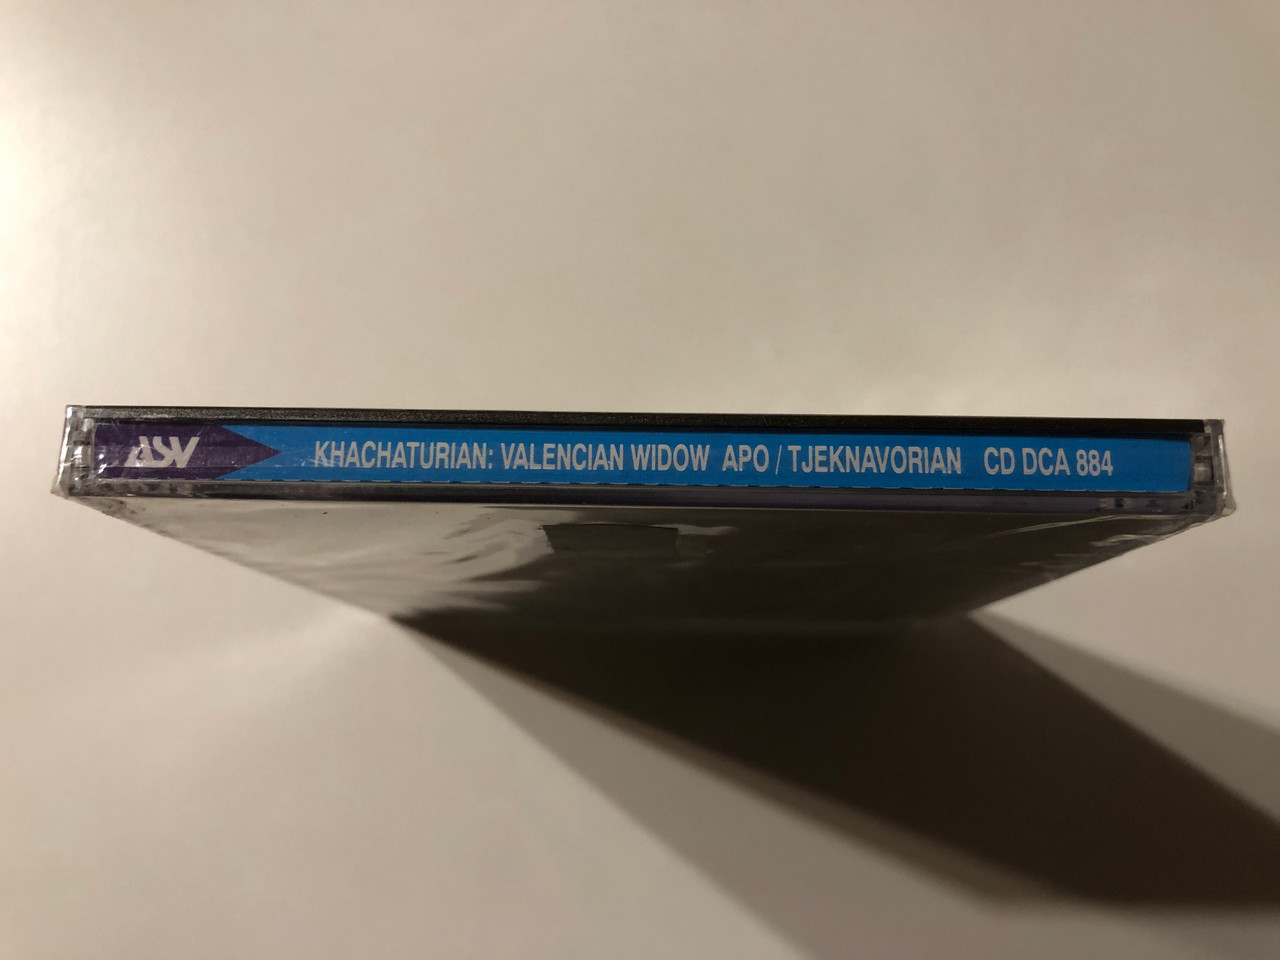 ASV KHACHATURIAN: VALENCIAN WIDOW APO / TJEKNAVORIAN CD DCA 884